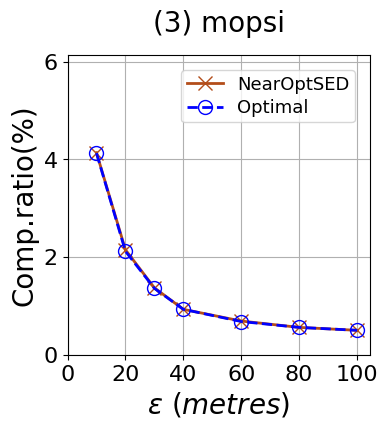 (3) mopsi
Comp.ratio(%)
6
4
2
0
NearOptSED
Optimal
0 20 40 60 80 100
ε (metres)